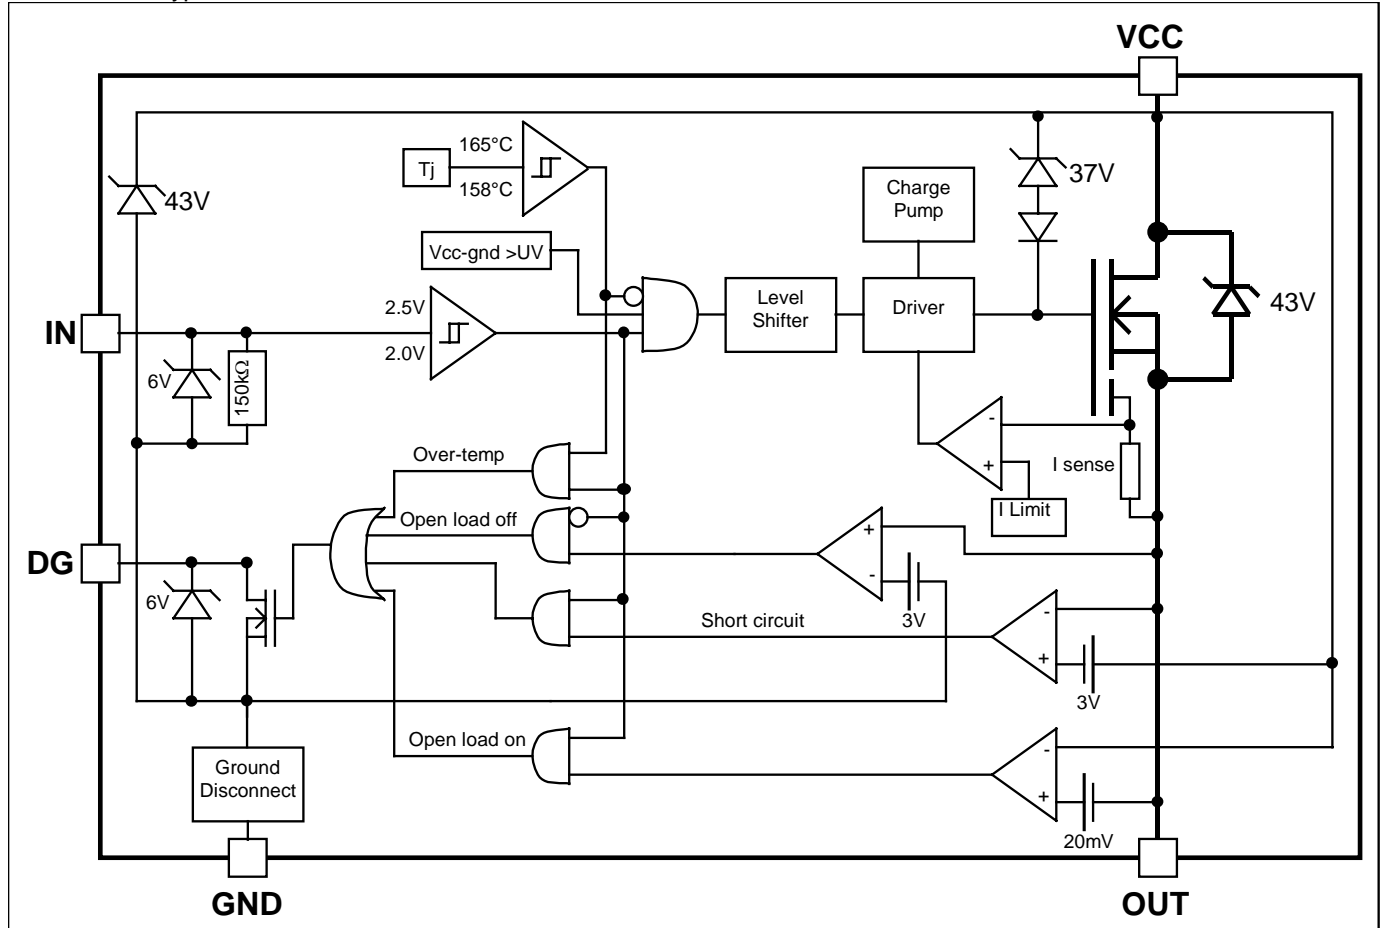 VCC
165°C
Tj
158°C
43V
Charge
Pump
37V
Vcc-gnd >UV
2.5V
2.0V
Level
Shifter
Driver
43V
IN
6V
150kΩ
-
+
I sense
I Limit
Over-temp
Open load off
+
-
3V
DG
6V
Short circuit
-
+
3V
Open load on
-
+
20mV
Ground
Disconnect
GND
OUT